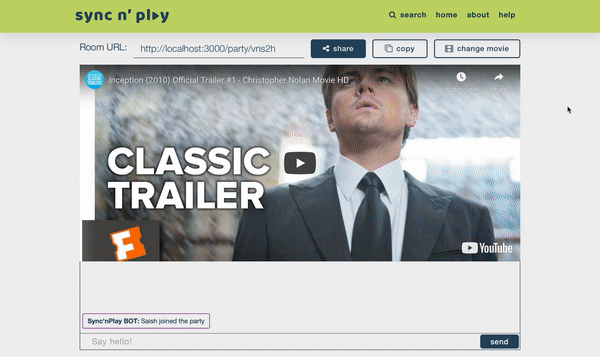 sync n' play
search home about help
Room URL: http://localhost:3000/party/vns2h share copy change movie
CLASSIC TRAILERS Inception (2010) Official Trailer #1 - Christopher Nolan Movie HD
Watch later Share
CLASSIC
TRAILER
F
YouTube
Sync'nPlay BOT: Saish joined the party
Say hello! send